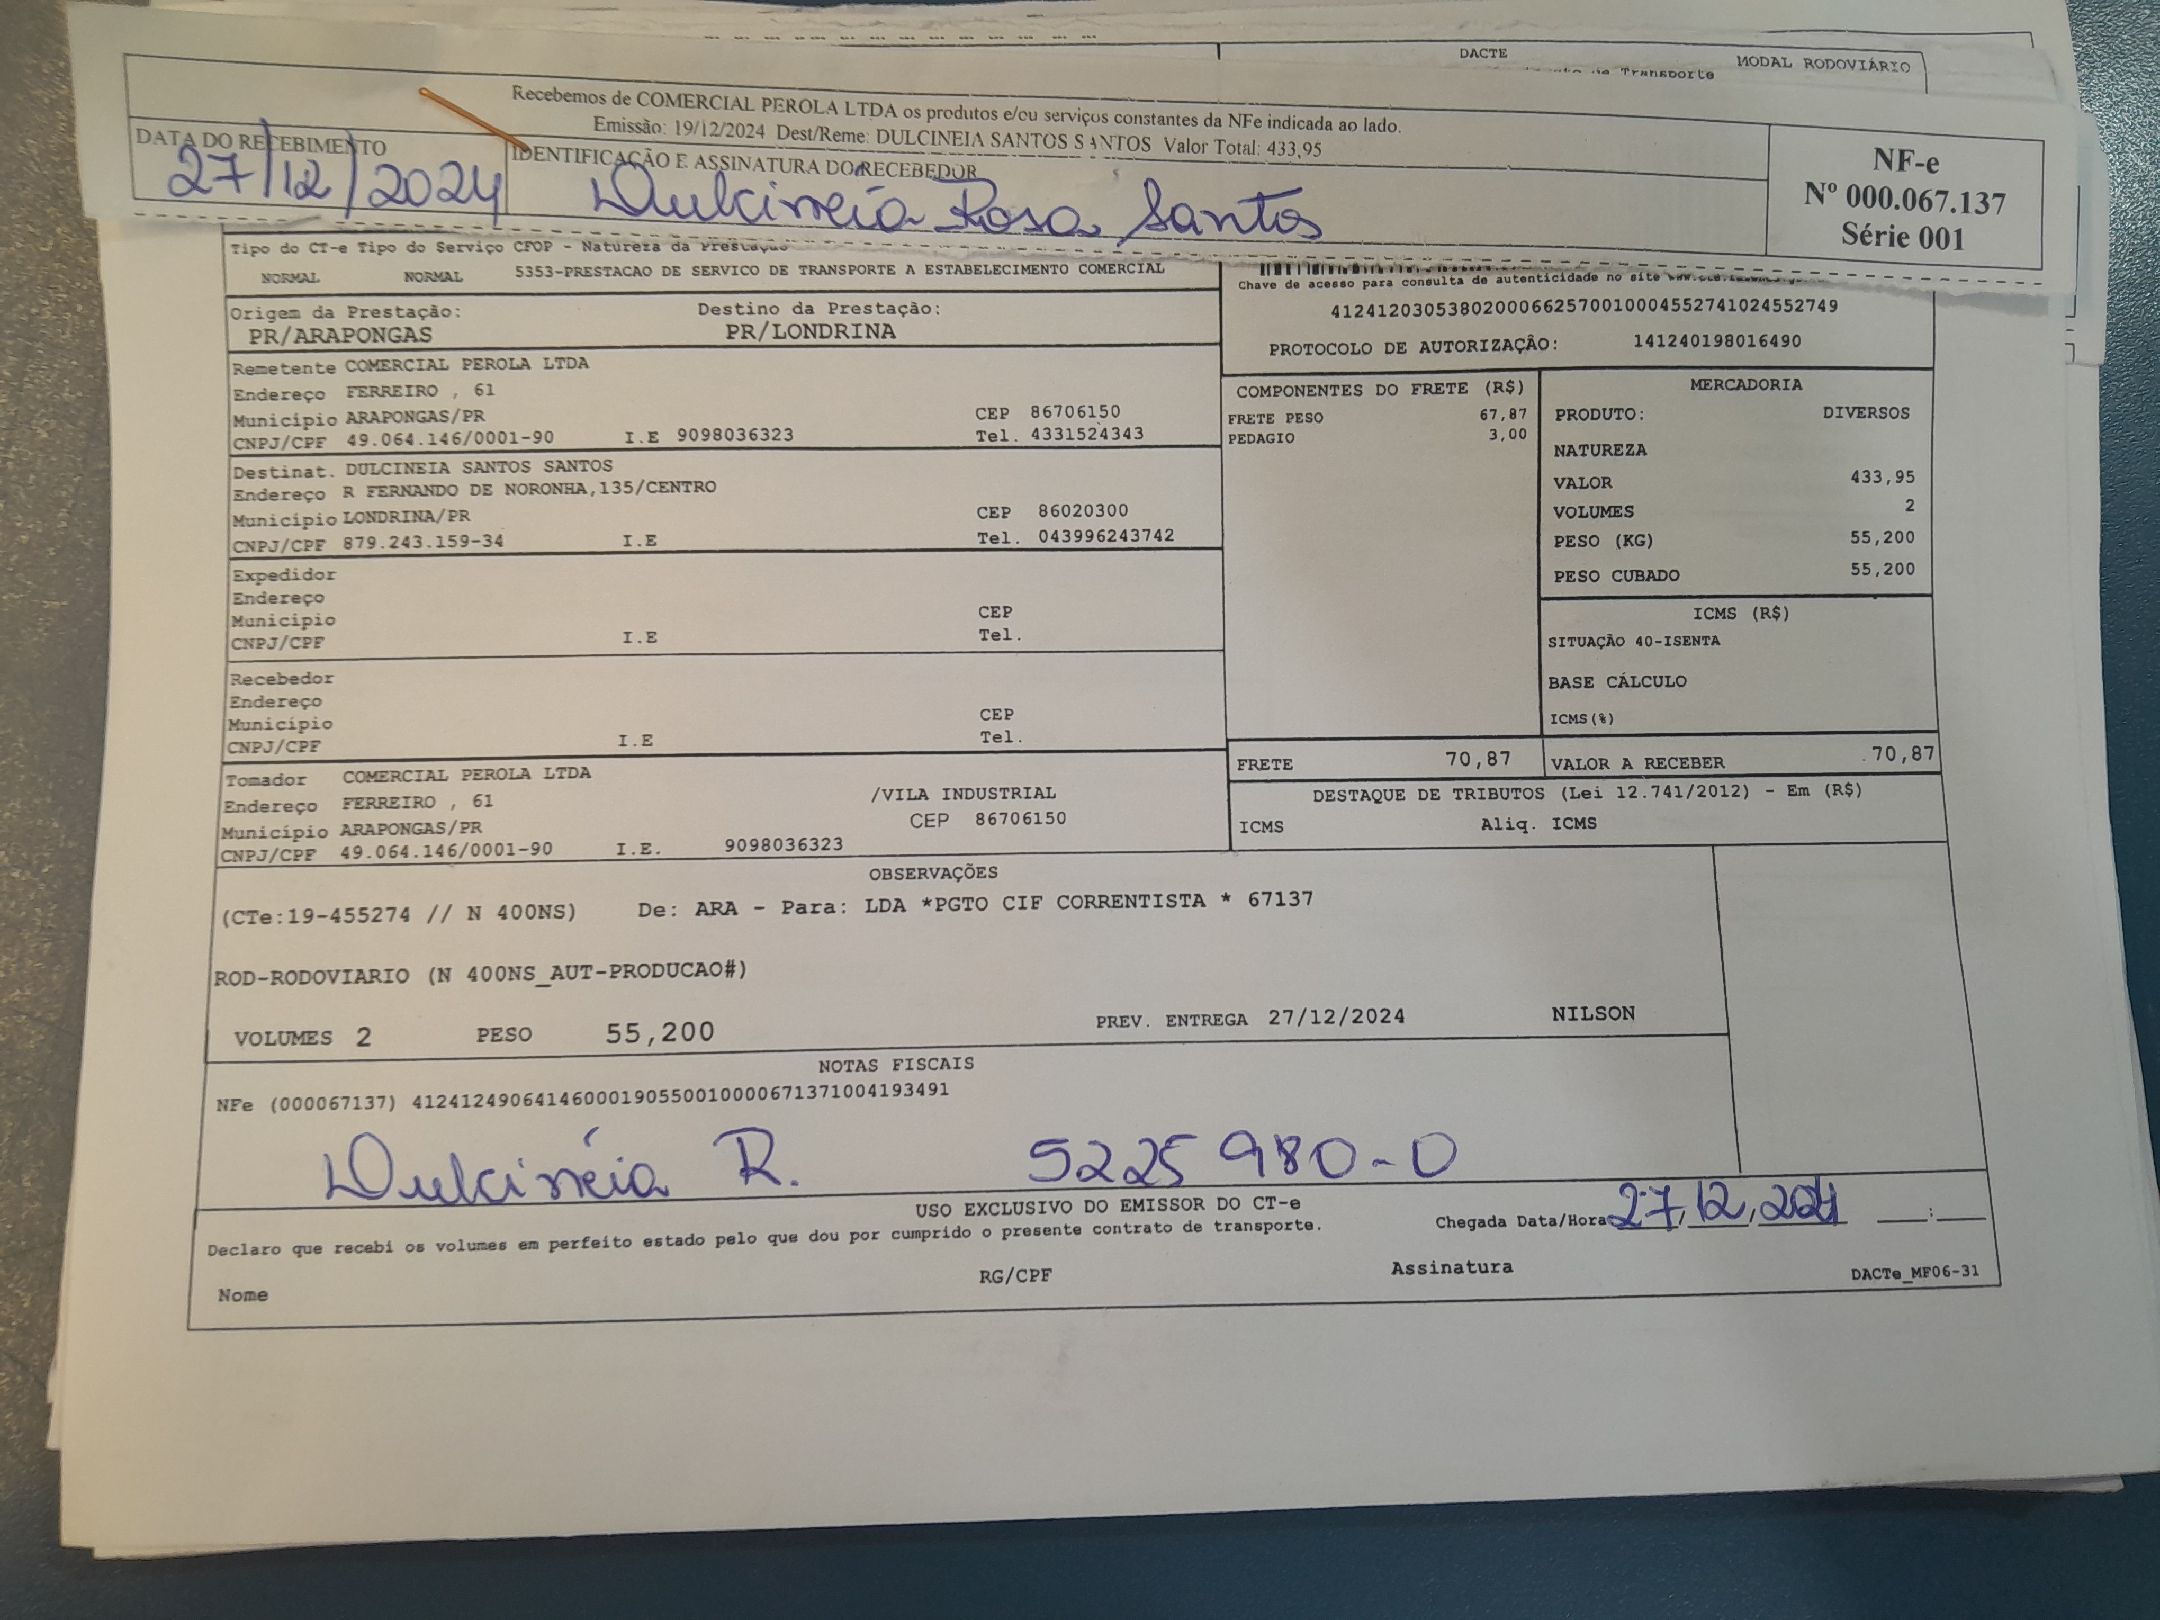 DACTE
MODAL RODOVIÁRIO
de Transporte
Recebemos de COMERCIAL PEROLA LTDA os produtos e/ou serviços constantes da NFe indicada ao lado.
Emissão: 19/12/2024 Dest/Reme: DULCINEIA SANTOS SANTOS Valor Total: 433,95
DATA DO RECEBIMENTO
27/12/2024
IDENTIFICAÇÃO E ASSINATURA DO RECEBEDOR
Dulcinéia Rosa Santos
NF-e
Nº 000.067.137
Série 001
Tipo do CT-e Tipo do Serviço CFOP - Natureza da Prestação
NORMAL NORMAL 5353-PRESTACAO DE SERVICO DE TRANSPORTE A ESTABELECIMENTO COMERCIAL
Chave de acesso para consulta de autenticidade no site
41241203053802000662570010004552741024552749
PROTOCOLO DE AUTORIZAÇÃO: 141240198016490
Origem da Prestação: Destino da Prestação:
PR/ARAPONGAS PR/LONDRINA
Remetente COMERCIAL PEROLA LTDA
Endereço FERREIRO , 61
Município ARAPONGAS/PR CEP 86706150
CNPJ/CPF 49.064.146/0001-90 I.E 9098036323 Tel. 4331524343
Destinat. DULCINEIA SANTOS SANTOS
Endereço R FERNANDO DE NORONHA,135/CENTRO
Município LONDRINA/PR CEP 86020300
CNPJ/CPF 879.243.159-34 I.E Tel. 043996243742
Expedidor
Endereço
Município CEP
CNPJ/CPF I.E Tel.
Recebedor
Endereço
Município CEP
CNPJ/CPF I.E Tel.
Tomador COMERCIAL PEROLA LTDA
Endereço FERREIRO , 61 /VILA INDUSTRIAL
Município ARAPONGAS/PR CEP 86706150
CNPJ/CPF 49.064.146/0001-90 I.E. 9098036323
COMPONENTES DO FRETE (R$)
FRETE PESO 67,87
PEDAGIO 3,00
MERCADORIA
PRODUTO: DIVERSOS
NATUREZA
VALOR 433,95
VOLUMES 2
PESO (KG) 55,200
PESO CUBADO 55,200
ICMS (R$)
SITUAÇÃO 40-ISENTA
BASE CÁLCULO
ICMS(%)
FRETE 70,87 VALOR A RECEBER 70,87
DESTAQUE DE TRIBUTOS (Lei 12.741/2012) - Em (R$)
ICMS Aliq. ICMS
OBSERVAÇÕES
(CTe:19-455274 // N 400NS) De: ARA - Para: LDA *PGTO CIF CORRENTISTA * 67137
ROD-RODOVIARIO (N 400NS_AUT-PRODUCAO#)
VOLUMES 2 PESO 55,200 PREV. ENTREGA 27/12/2024 NILSON
NOTAS FISCAIS
NFe (000067137) 41241249064146000190550010000671371004193491
Dulcinéia R. 5225980-0
USO EXCLUSIVO DO EMISSOR DO CT-e
Declaro que recebi os volumes em perfeito estado pelo que dou por cumprido o presente contrato de transporte.
Chegada Data/Hora 27/12/2024 :
Nome RG/CPF Assinatura DACTe_MF06-31